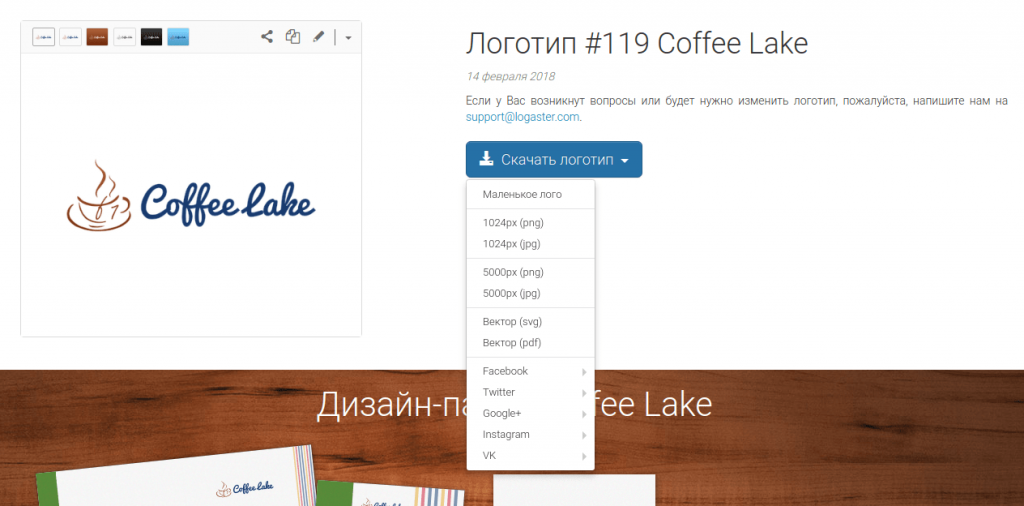 Логотип #119 Coffee Lake
14 февраля 2018
Если у Вас возникнут вопросы или будет нужно изменить логотип, пожалуйста, напишите нам на
support@logaster.com.
Coffee Lake
Скачать логотип
Маленькое лого
1024px (png)
1024px (jpg)
5000px (png)
5000px (jpg)
Вектор (svg)
Вектор (pdf)
Facebook
Twitter
Google+
Instagram
VK
Дизайн-па fee Lake
Coffee Lake
Coffee Lake